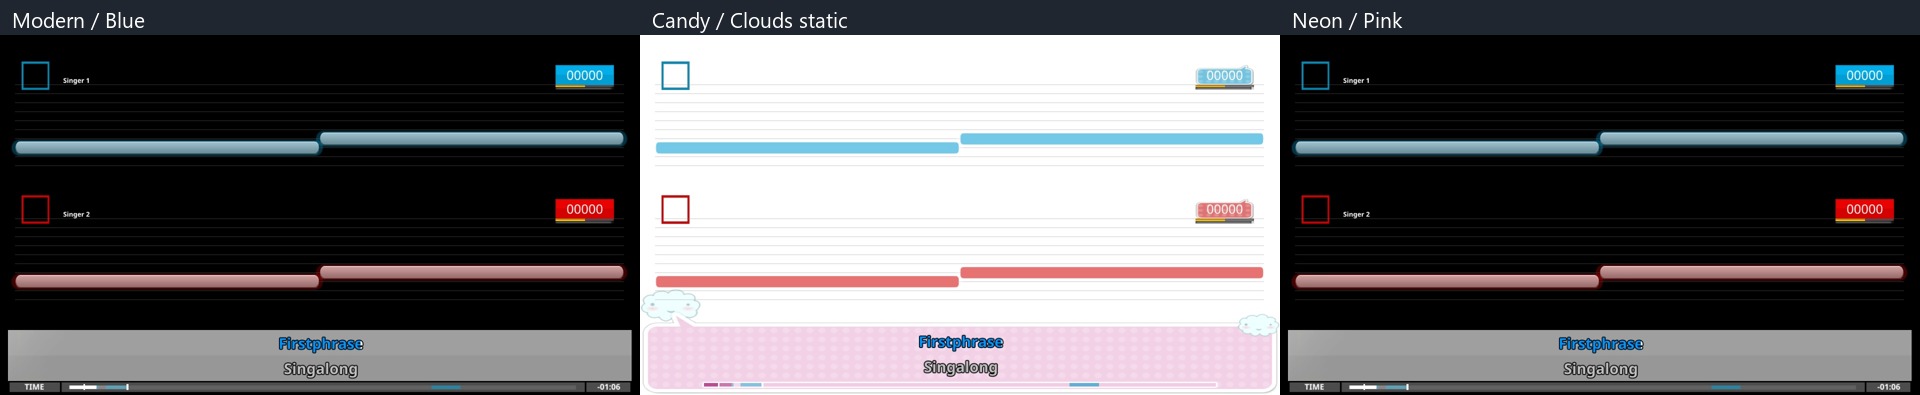 Modern / Blue
Singer 1
00000
Singer 2
00000
Firstphrase
Singalong
TIME
-01:06
Candy / Clouds static
00000
00000
Firstphrase
Singalong
Neon / Pink
Singer 1
00000
Singer 2
00000
Firstphrase
Singalong
TIME
-01:06